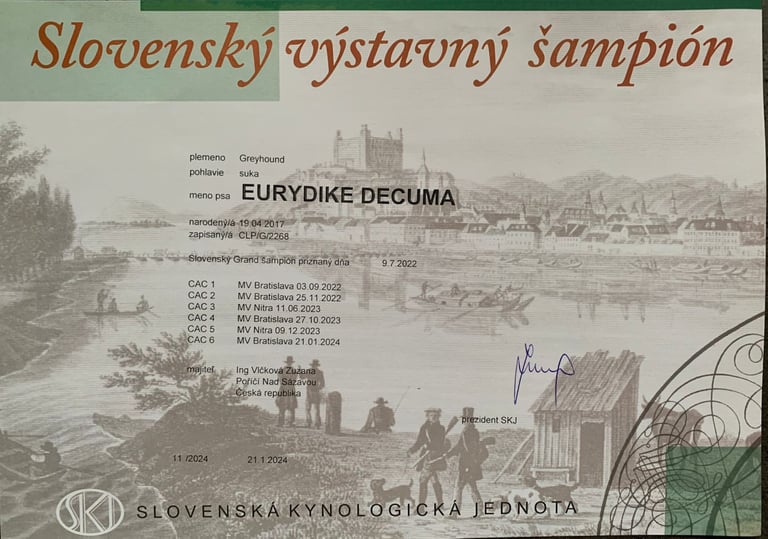 Slovenský výstavný šampión
plemeno Greyhound
pohlavie suka
meno psa EURYDIKE DECUMA
narodený/á 19.04.2017
zapísaný/á CLP/G/2268
Slovenský Grand šampión priznaný dňa 9.7.2022
CAC 1 MV Bratislava 03.09.2022
CAC 2 MV Bratislava 25.11.2022
CAC 3 MV Nitra 11.06.2023
CAC 4 MV Bratislava 27.10.2023
CAC 5 MV Nitra 09.12.2023
CAC 6 MV Bratislava 21.01.2024
majiteľ Ing Vlčková Zuzana
Poříčí Nad Sázavou
Česká republika
prezident SKJ
11 /2024 21.1.2024
SKJ SLOVENSKÁ KYNOLOGICKÁ JEDNOTA